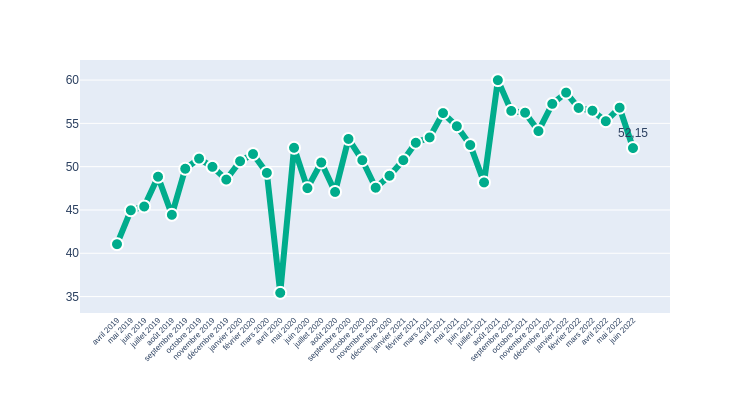 60
55
50
45
40
35
52.15
avril 2019
mai 2019
juin 2019
juillet 2019
août 2019
septembre 2019
octobre 2019
novembre 2019
décembre 2019
janvier 2020
février 2020
mars 2020
avril 2020
mai 2020
juin 2020
juillet 2020
août 2020
septembre 2020
octobre 2020
novembre 2020
décembre 2020
janvier 2021
février 2021
mars 2021
avril 2021
mai 2021
juin 2021
juillet 2021
août 2021
septembre 2021
octobre 2021
novembre 2021
décembre 2021
janvier 2022
février 2022
mars 2022
avril 2022
mai 2022
juin 2022